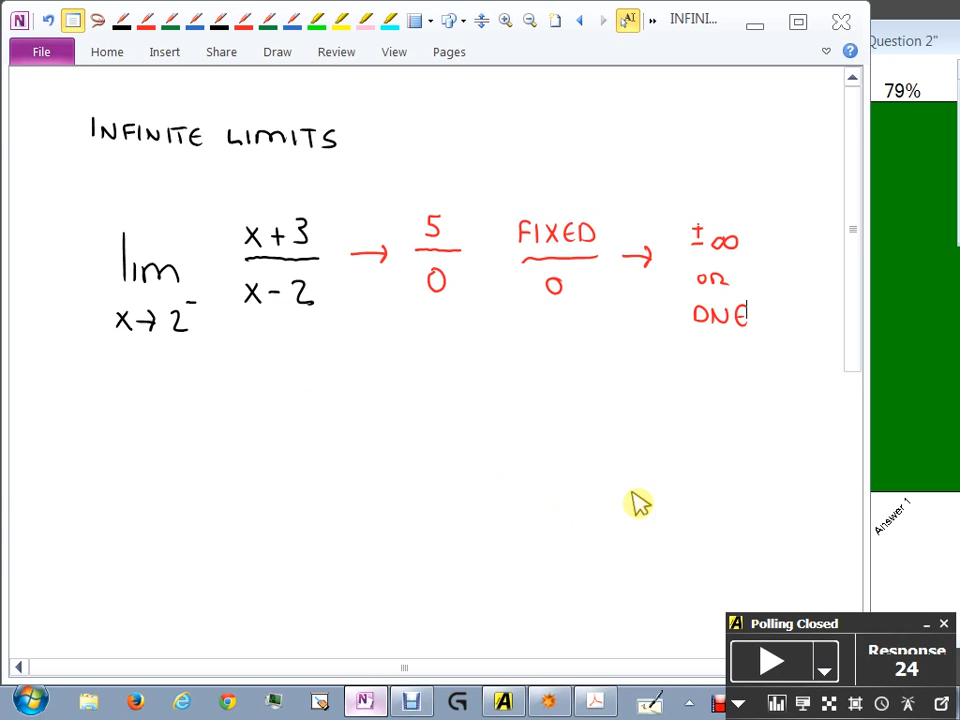 INFINI...
Question 2"
File Home Insert Share Draw Review View Pages
79%
INFINITE LIMITS
lim x→2⁻ x+3 / x-2 → 5 / 0 FIXED / 0 → ± ∞
or
DNE
Answer 1
Polling Closed
Response
24